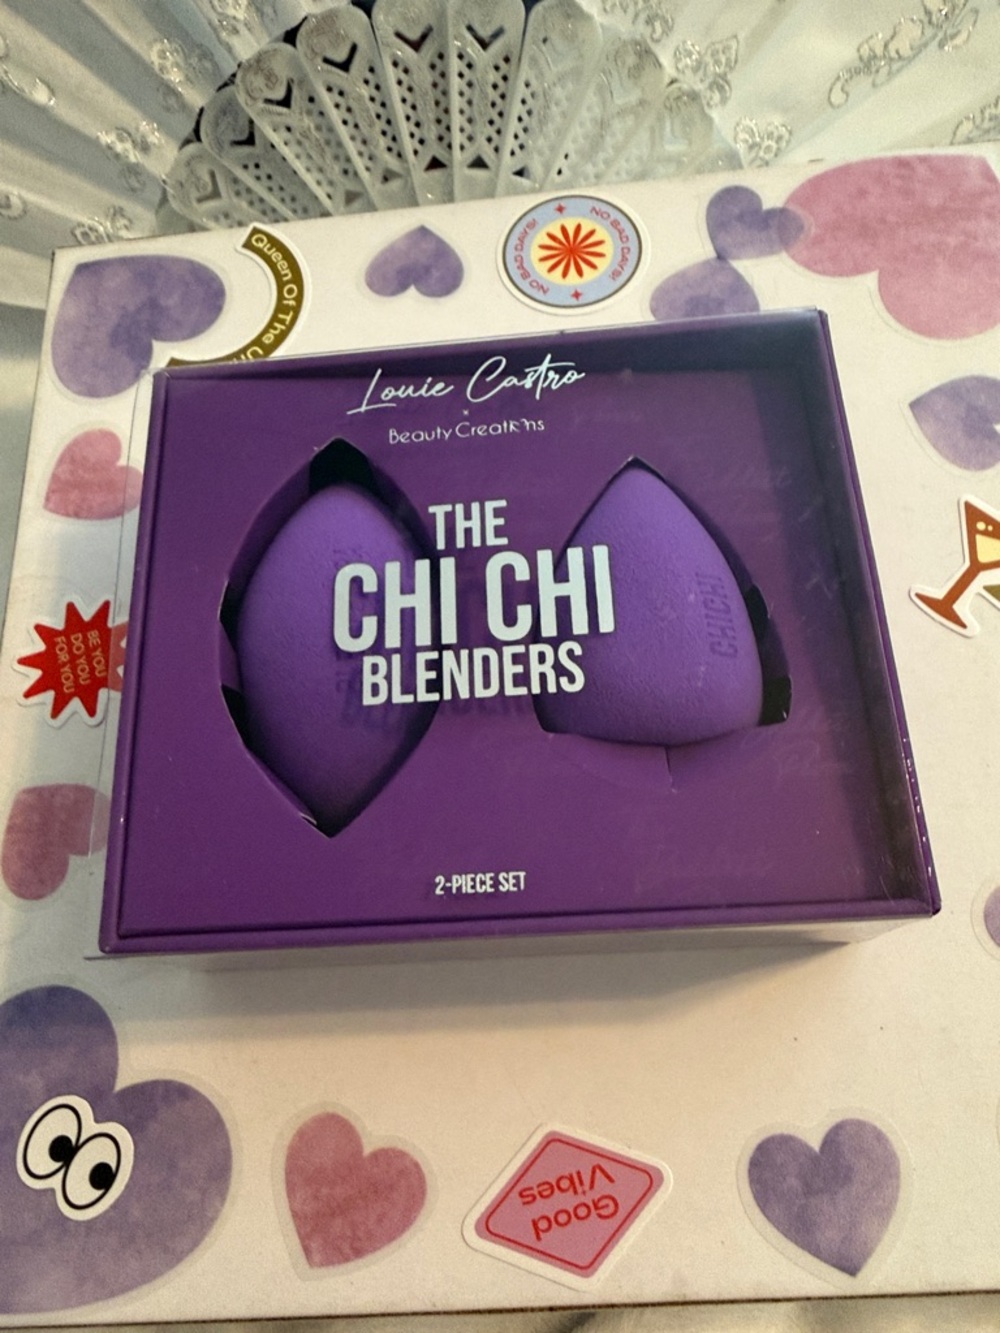 Queen Of The
NO BAD DAYS!
NO BAD DAYS!
Louie Castro
x
Beauty Creations
THE
CHI CHI
BLENDERS
CHICHI
2-PIECE SET
BE YOU
DO YOU
FOR YOU
Good
Vibes